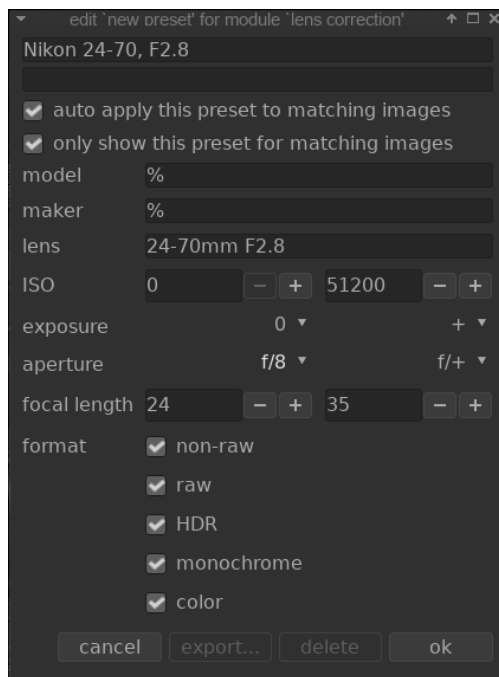 edit `new preset' for module `lens correction'
Nikon 24-70, F2.8
auto apply this preset to matching images
only show this preset for matching images
model %
maker %
lens 24-70mm F2.8
ISO 0 − + 51200 − +
exposure 0 +
aperture f/8 f/+
focal length 24 − + 35 − +
format non-raw
raw
HDR
monochrome
color
cancel export... delete ok